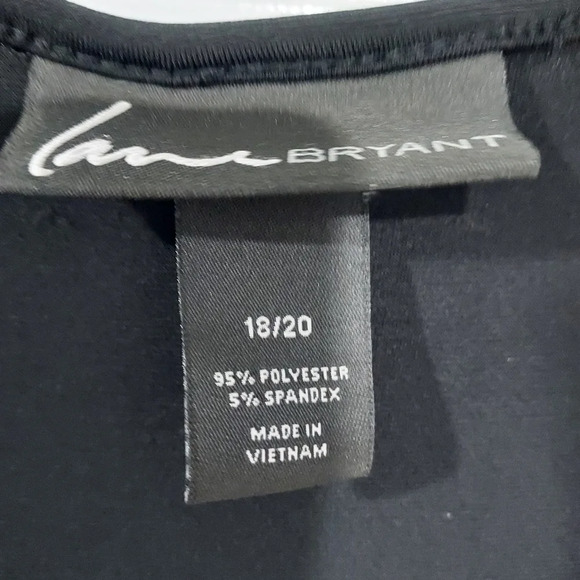 Lane BRYANT
18/20
95% POLYESTER
5% SPANDEX
MADE IN
VIETNAM